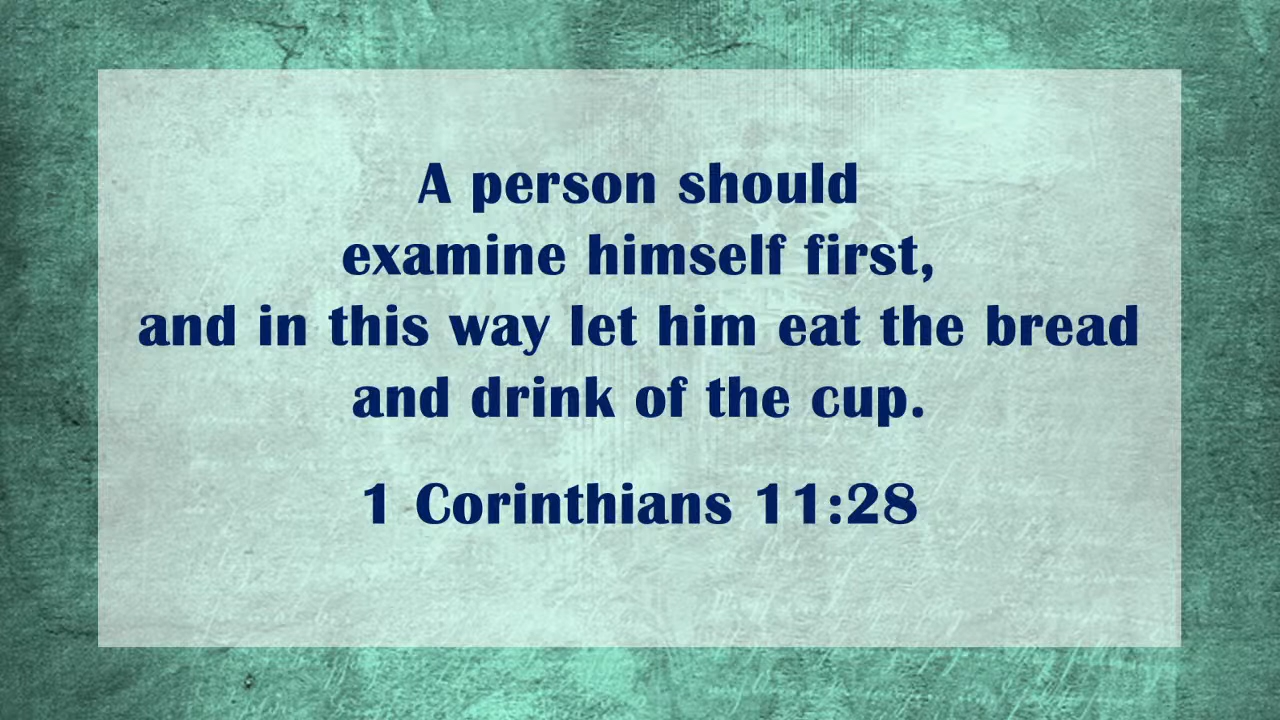 A person should
examine himself first,
and in this way let him eat the bread
and drink of the cup.
1 Corinthians 11:28